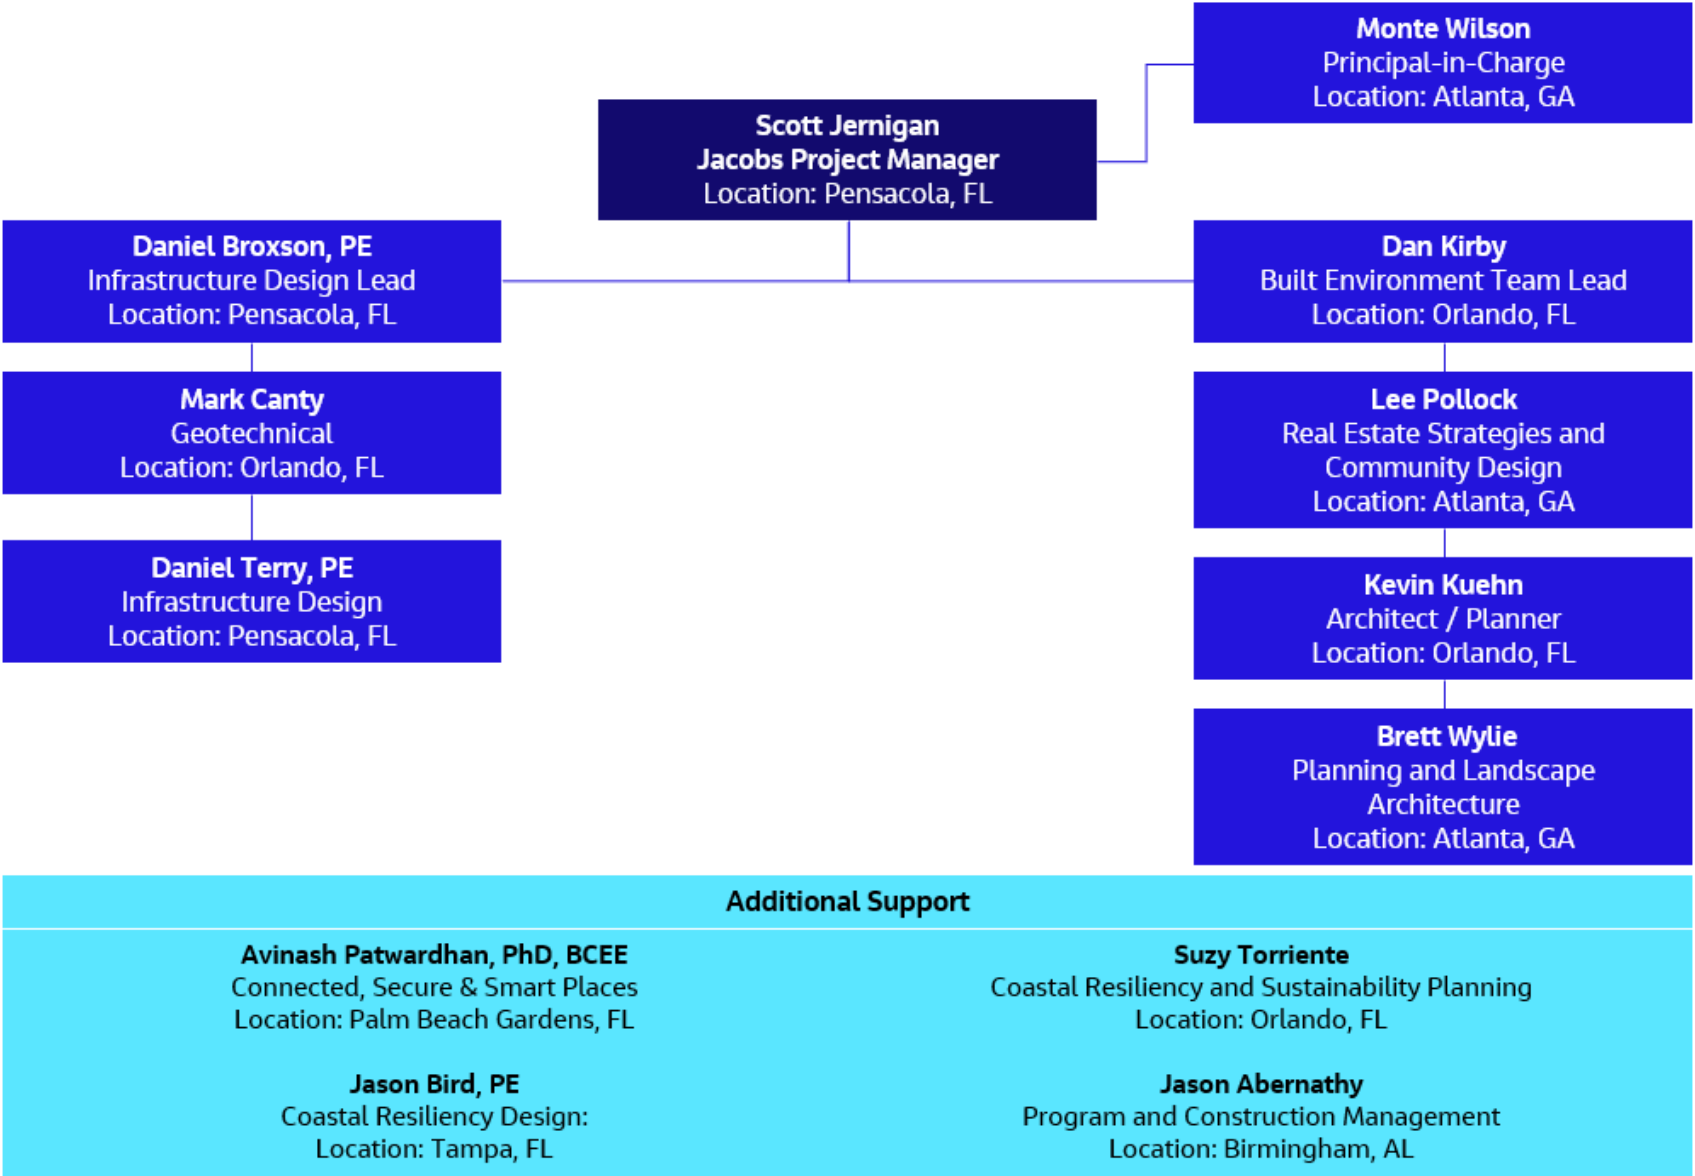 Monte Wilson
Principal-in-Charge
Location: Atlanta, GA
Scott Jernigan
Jacobs Project Manager
Location: Pensacola, FL
Daniel Broxson, PE
Infrastructure Design Lead
Location: Pensacola, FL
Mark Canty
Geotechnical
Location: Orlando, FL
Daniel Terry, PE
Infrastructure Design
Location: Pensacola, FL
Dan Kirby
Built Environment Team Lead
Location: Orlando, FL
Lee Pollock
Real Estate Strategies and
Community Design
Location: Atlanta, GA
Kevin Kuehn
Architect / Planner
Location: Orlando, FL
Brett Wylie
Planning and Landscape
Architecture
Location: Atlanta, GA
Additional Support
Avinash Patwardhan, PhD, BCEE
Connected, Secure & Smart Places
Location: Palm Beach Gardens, FL
Jason Bird, PE
Coastal Resiliency Design:
Location: Tampa, FL
Suzy Torriente
Coastal Resiliency and Sustainability Planning
Location: Orlando, FL
Jason Abernathy
Program and Construction Management
Location: Birmingham, AL